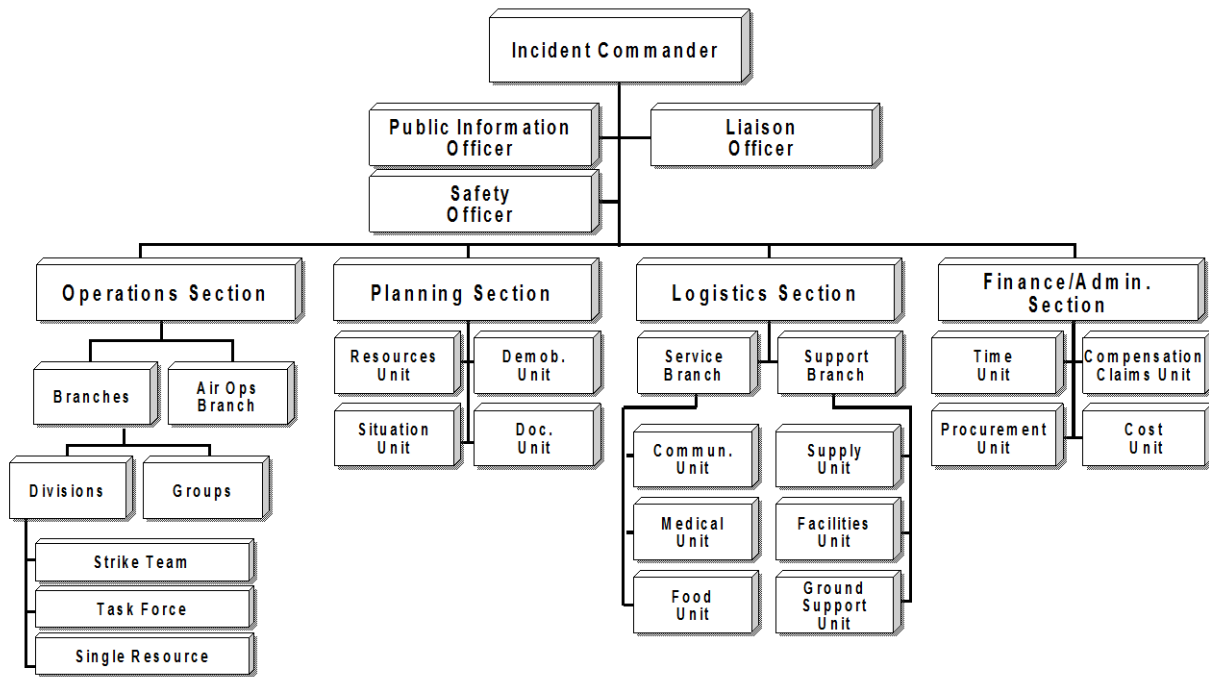 Incident Commander
Public Information
Officer
Liaison
Officer
Safety
Officer
Operations Section
Planning Section
Logistics Section
Finance/Admin.
Section
Branches
Air Ops
Branch
Divisions
Groups
Strike Team
Task Force
Single Resource
Resources
Unit
Demob.
Unit
Situation
Unit
Doc.
Unit
Service
Branch
Support
Branch
Commun.
Unit
Supply
Unit
Medical
Unit
Facilities
Unit
Food
Unit
Ground
Support
Unit
Time
Unit
Compensation
Claims Unit
Procurement
Unit
Cost
Unit